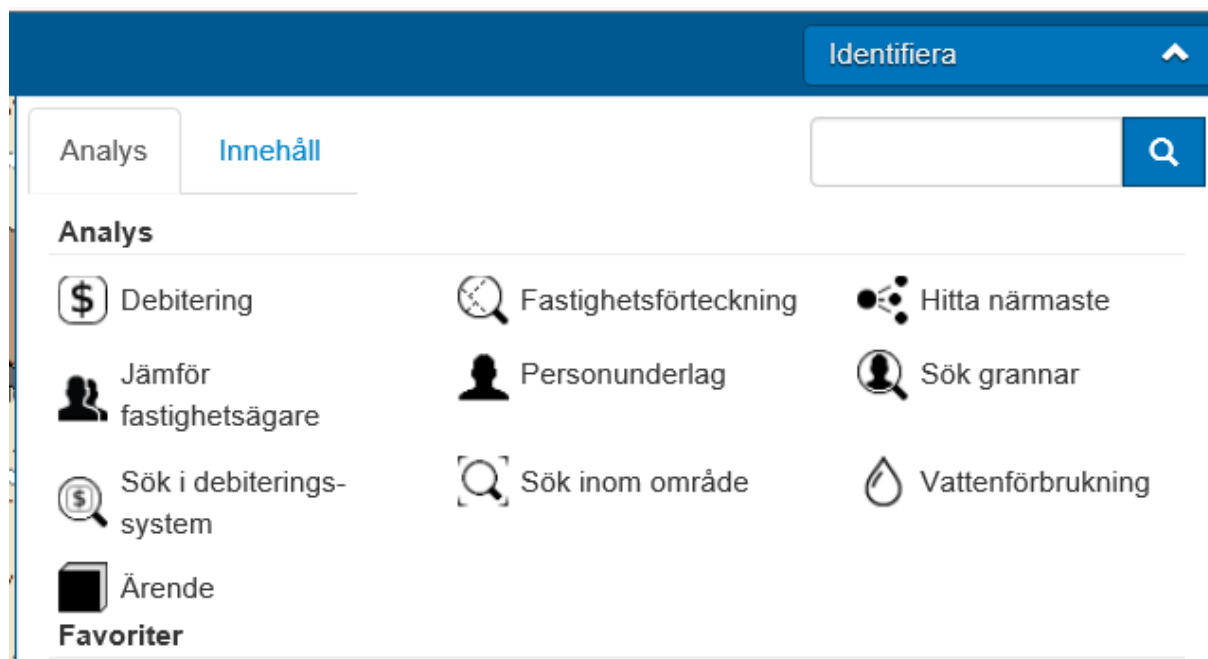 Identifiera
Analys
Innehåll
Analys
$ Debitering
Fastighetsförteckning
Hitta närmaste
Jämför
fastighetsägare
Personunderlag
Sök grannar
$ Sök i debiterings-
system
Sök inom område
Vattenförbrukning
Ärende
Favoriter